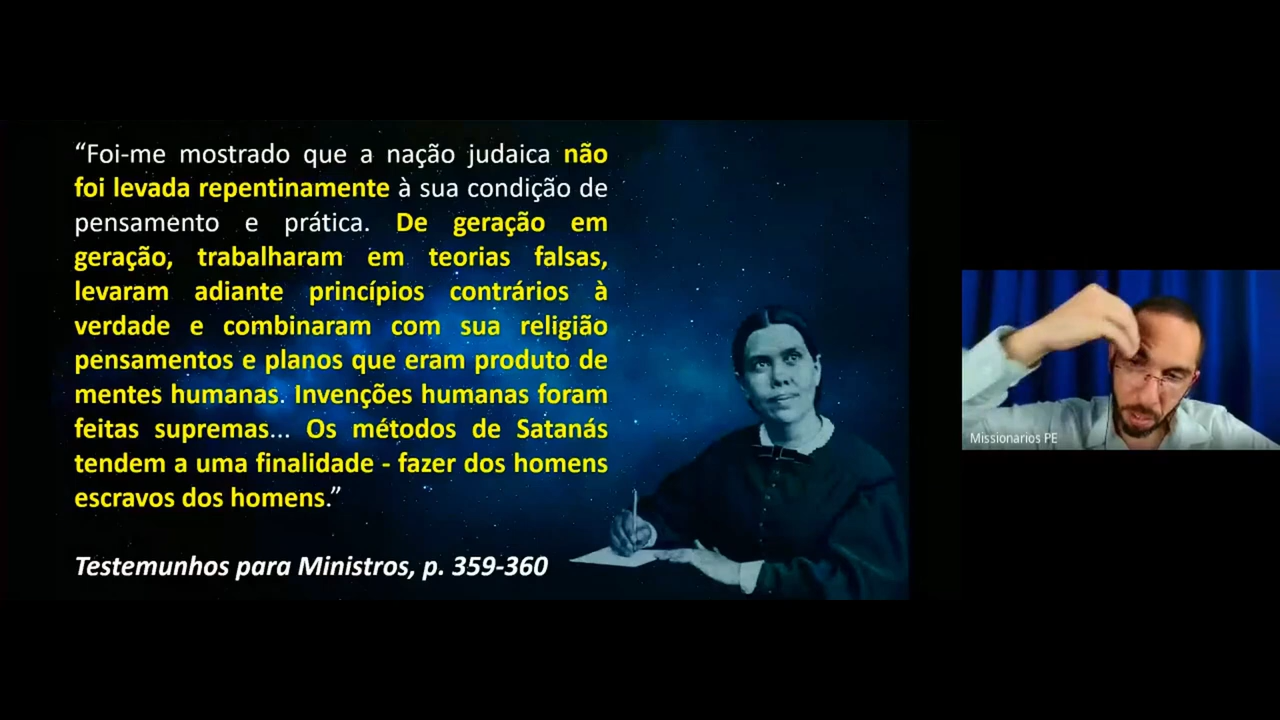 “Foi-me mostrado que a nação judaica não
foi levada repentinamente à sua condição de
pensamento e prática. De geração em
geração, trabalharam em teorias falsas,
levaram adiante princípios contrários à
verdade e combinaram com sua religião
pensamentos e planos que eram produto de
mentes humanas. Invenções humanas foram
feitas supremas... Os métodos de Satanás
tendem a uma finalidade - fazer dos homens
escravos dos homens.”
Testemunhos para Ministros, p. 359-360
Missionarios PE